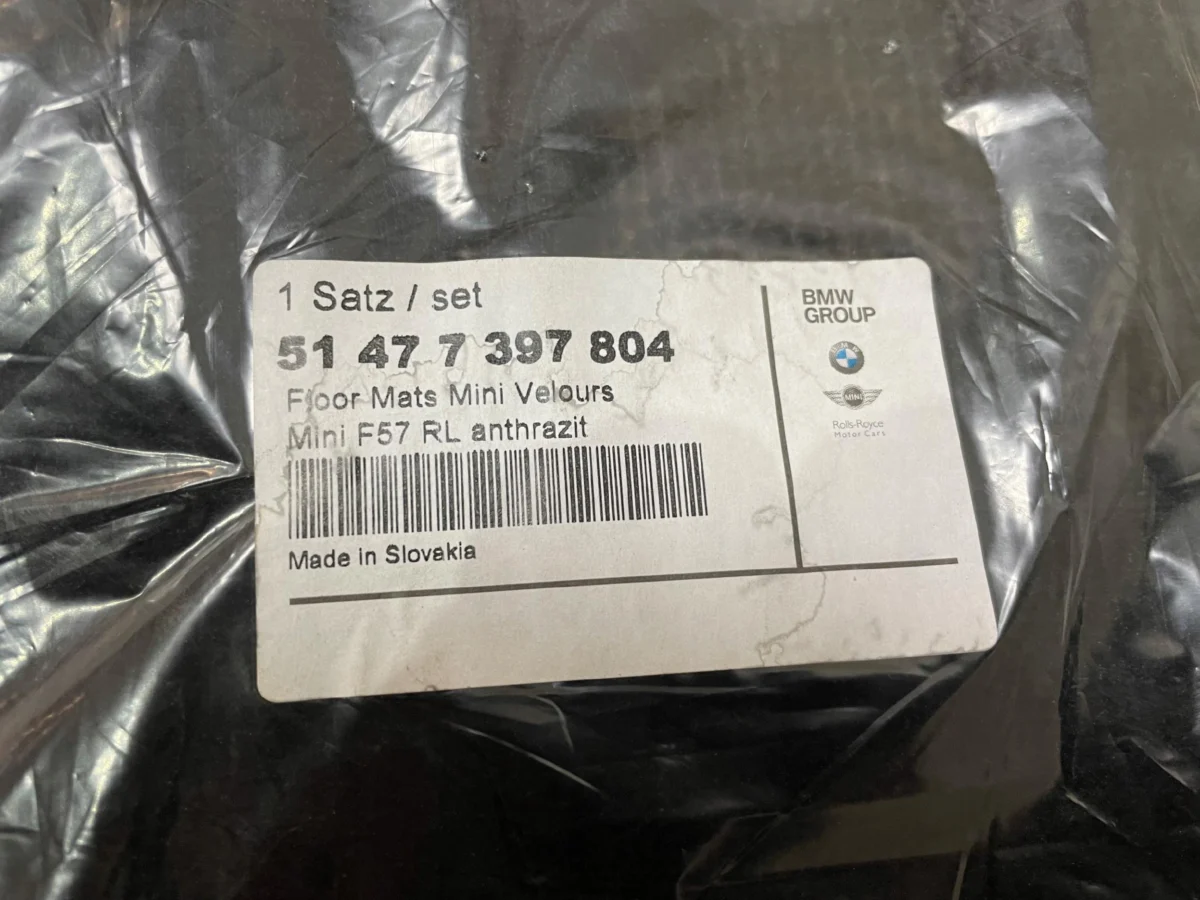 1 Satz / set
51 47 7 397 804
Floor Mats Mini Velours
Mini F57 RL anthrazit
Made in Slovakia
BMW
GROUP
BMW
MINI
Rolls-Royce
Motor Cars